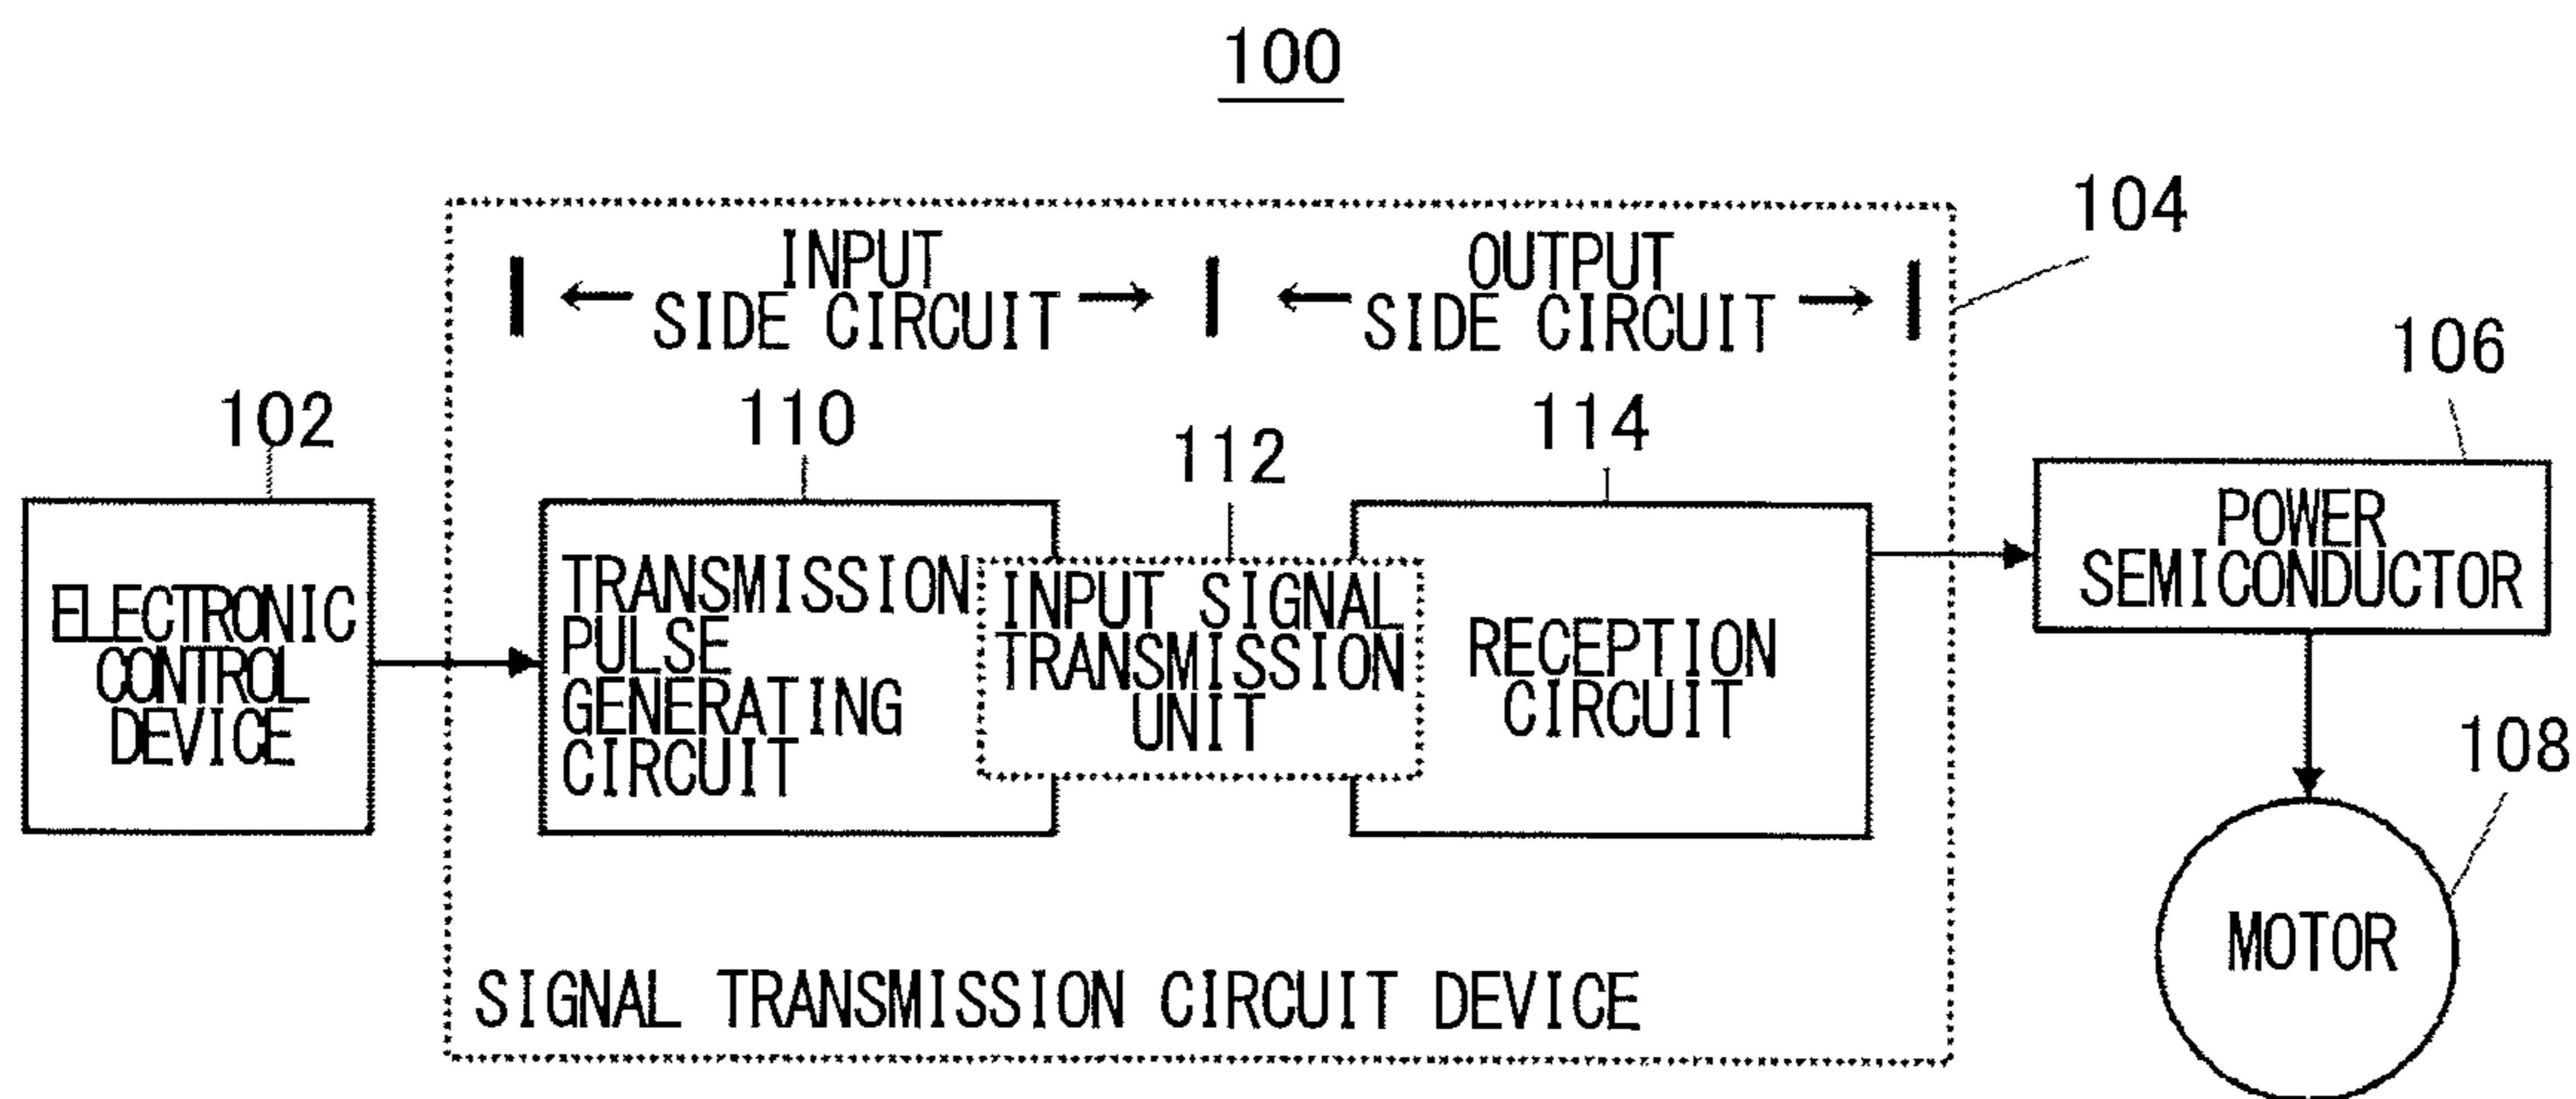 100
104
INPUT
SIDE CIRCUIT
OUTPUT
SIDE CIRCUIT
106
102
110
112
114
ELECTRONIC
CONTROL
DEVICE
TRANSMISSION
PULSE
GENERATING
CIRCUIT
INPUT SIGNAL
TRANSMISSION
UNIT
RECEPTION
CIRCUIT
POWER
SEMICONDUCTOR
108
MOTOR
SIGNAL TRANSMISSION CIRCUIT DEVICE